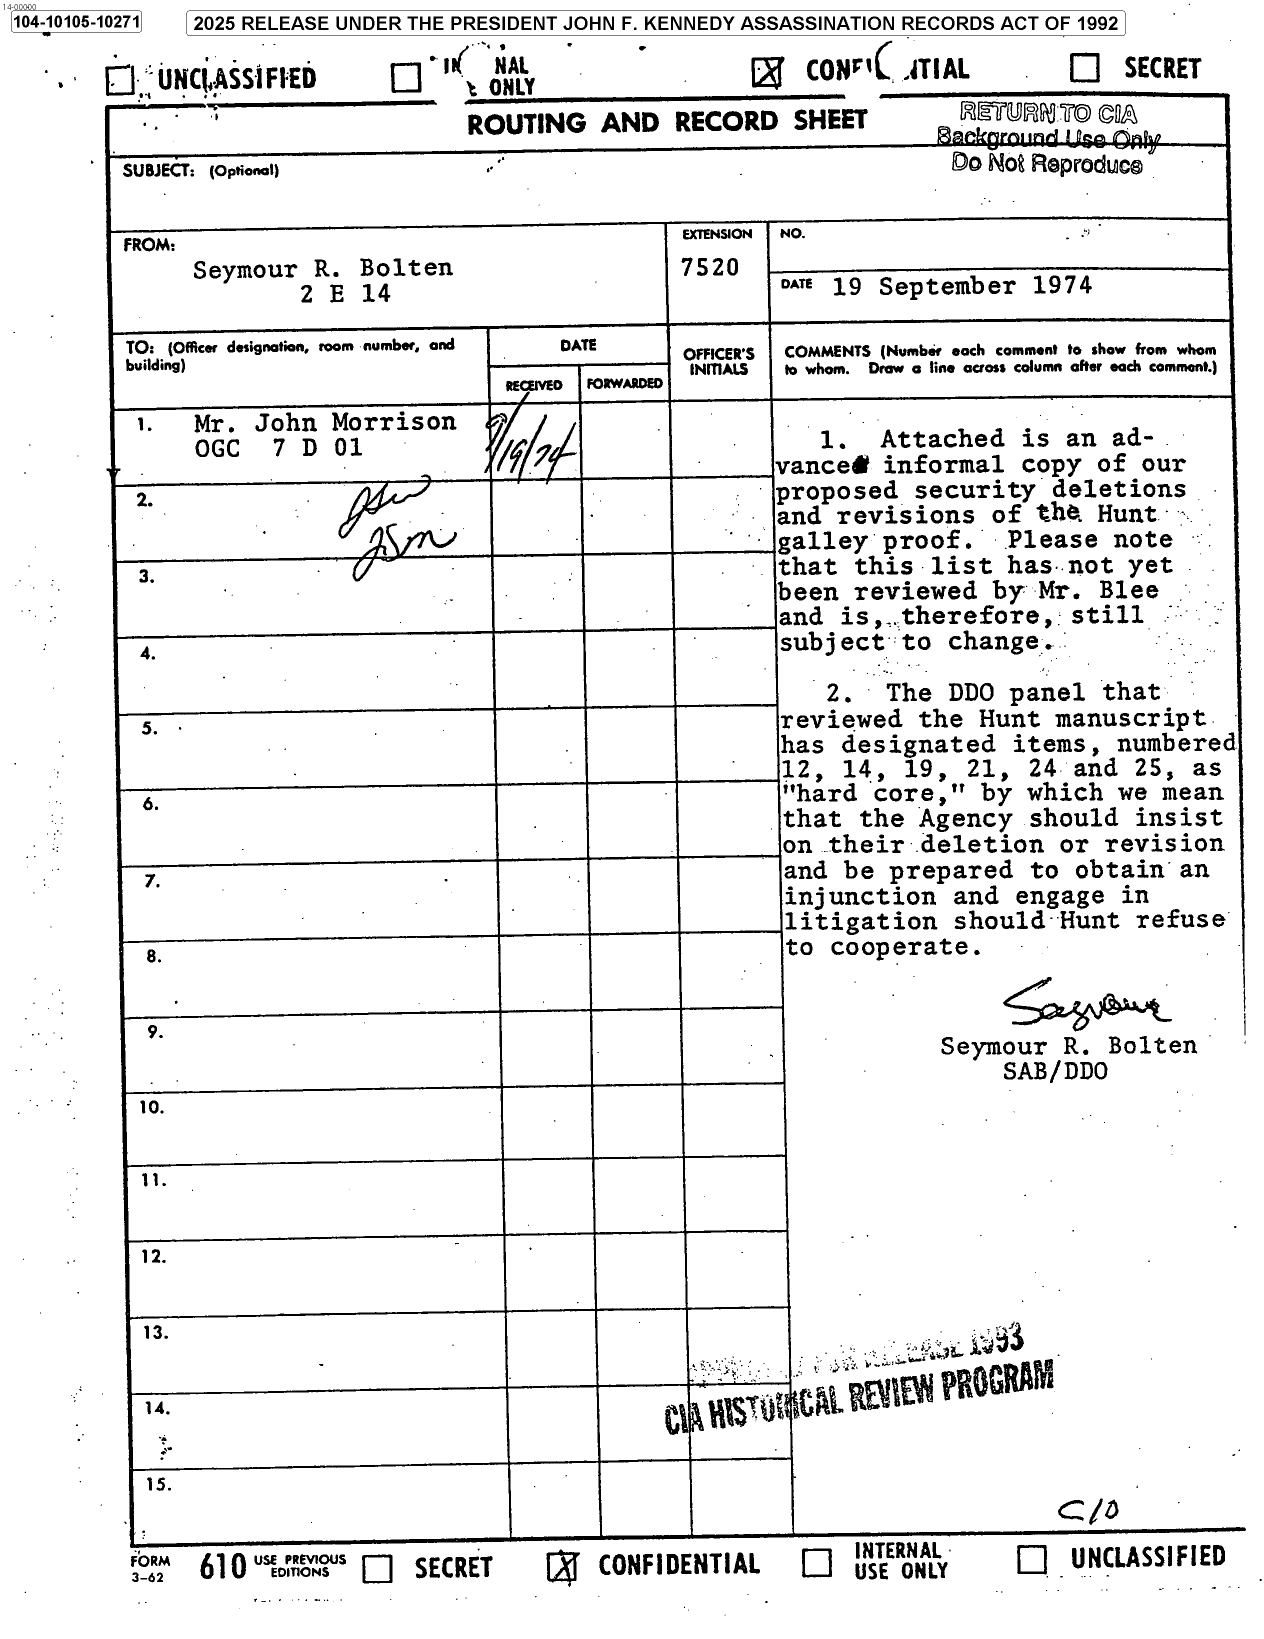 14-00000
104-10105-10271
2025 RELEASE UNDER THE PRESIDENT JOHN F. KENNEDY ASSASSINATION RECORDS ACT OF 1992
UNCLASSIFIED NAL ONLY CONF TIAL SECRET
ROUTING AND RECORD SHEET
RETURN TO CIA
Background Use Only
Do Not Reproduce
SUBJECT: (Optional)
FROM:
Seymour R. Bolten
2 E 14
EXTENSION
7520
NO.
DATE 19 September 1974
TO: (Officer designation, room number, and
building)
DATE
RECEIVED FORWARDED
OFFICER'S
INITIALS
COMMENTS (Number each comment to show from whom
to whom. Draw a line across column after each comment.)
1. Mr. John Morrison
OGC 7 D 01
9/19/74
2.
JSM
3.
4.
5.
6.
7.
8.
9.
10.
11.
12.
13.
14.
15.
1. Attached is an ad-
vance informal copy of our
proposed security deletions
and revisions of the Hunt
galley proof. Please note
that this list has not yet
been reviewed by Mr. Blee
and is, therefore, still
subject to change.
2. The DDO panel that
reviewed the Hunt manuscript
has designated items, numbered
12, 14, 19, 21, 24 and 25, as
"hard core," by which we mean
that the Agency should insist
on their deletion or revision
and be prepared to obtain an
injunction and engage in
litigation should Hunt refuse
to cooperate.
Seymour
Seymour R. Bolten
SAB/DDO
FOR RELEASE 1993
CIA HISTORICAL REVIEW PROGRAM
C/O
FORM
3-62
610
USE PREVIOUS
EDITIONS
SECRET CONFIDENTIAL INTERNAL
USE ONLY
UNCLASSIFIED